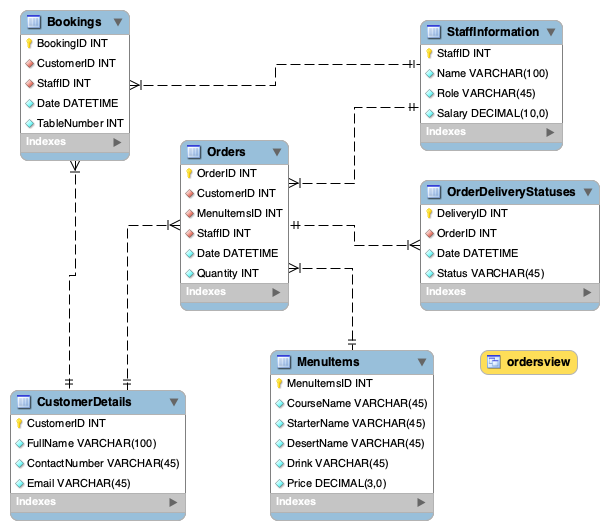 Bookings
BookingID INT
CustomerID INT
StaffID INT
Date DATETIME
TableNumber INT
Indexes
StaffInformation
StaffID INT
Name VARCHAR(100)
Role VARCHAR(45)
Salary DECIMAL(10,0)
Indexes
Orders
OrderID INT
CustomerID INT
MenuItemsID INT
StaffID INT
Date DATETIME
Quantity INT
Indexes
OrderDeliveryStatuses
DeliveryID INT
OrderID INT
Date DATETIME
Status VARCHAR(45)
Indexes
CustomerDetails
CustomerID INT
FullName VARCHAR(100)
ContactNumber VARCHAR(45)
Email VARCHAR(45)
Indexes
MenuItems
MenuItemsID INT
CourseName VARCHAR(45)
StarterName VARCHAR(45)
DesertName VARCHAR(45)
Drink VARCHAR(45)
Price DECIMAL(3,0)
Indexes
ordersview